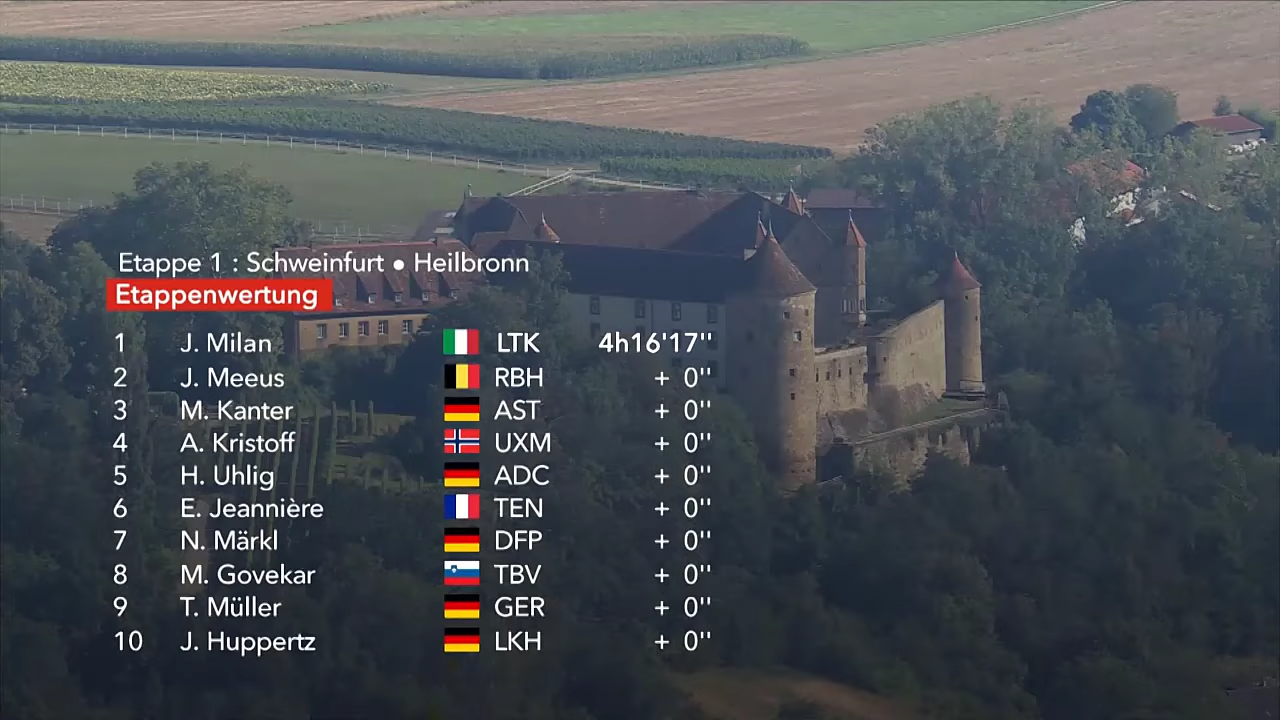 Etappe 1 : Schweinfurt • Heilbronn
Etappenwertung
1 J. Milan LTK 4h16'17''
2 J. Meeus RBH + 0''
3 M. Kanter AST + 0''
4 A. Kristoff UXM + 0''
5 H. Uhlig ADC + 0''
6 E. Jeannière TEN + 0''
7 N. Märkl DFP + 0''
8 M. Govekar TBV + 0''
9 T. Müller GER + 0''
10 J. Huppertz LKH + 0''